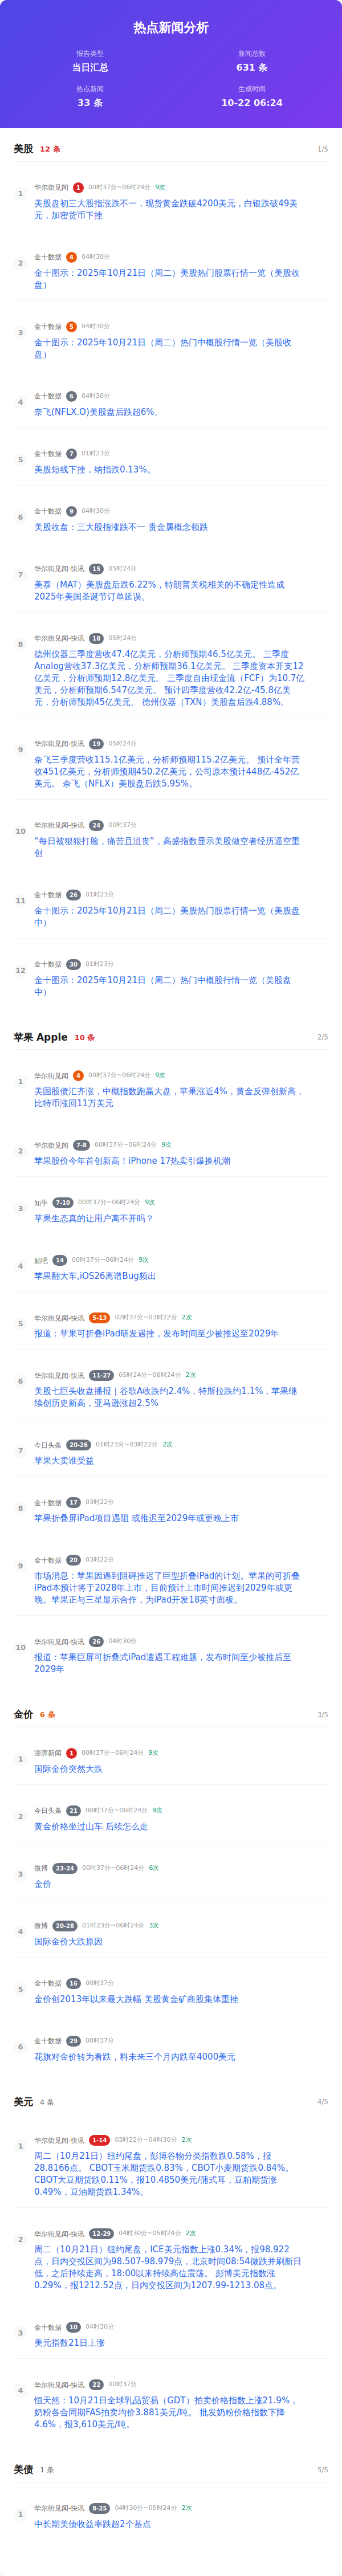 热点新闻分析
报告类型
新闻总数
当日汇总
631 条
热点新闻
生成时间
33 条
10-22 06:24
美股 12 条 1/5
1
华尔街见闻 1 00时37分~06时24分 9次
美股盘初三大股指涨跌不一，现货黄金跌破4200美元，白银跌破49美
元，加密货币下挫
2
金十数据 4 04时30分
金十图示：2025年10月21日（周二）美股热门股票行情一览（美股收
盘）
3
金十数据 5 04时30分
金十图示：2025年10月21日（周二）热门中概股行情一览（美股收
盘）
4
金十数据 6 04时30分
奈飞(NFLX.O)美股盘后跌超6%。
5
金十数据 7 01时23分
美股短线下挫，纳指跌0.13%。
6
金十数据 9 04时30分
美股收盘：三大股指涨跌不一 贵金属概念领跌
7
华尔街见闻-快讯 15 05时24分
美泰（MAT）美股盘后跌6.22%，特朗普关税相关的不确定性造成
2025年美国圣诞节订单延误。
8
华尔街见闻-快讯 18 05时24分
德州仪器三季度营收47.4亿美元，分析师预期46.5亿美元。 三季度
Analog营收37.3亿美元，分析师预期36.1亿美元。 三季度资本开支12
亿美元，分析师预期12.8亿美元。 三季度自由现金流（FCF）为10.7亿
美元，分析师预期6.547亿美元。 预计四季度营收42.2亿-45.8亿美
元，分析师预期45亿美元。 德州仪器（TXN）美股盘后跌4.88%。
9
华尔街见闻-快讯 19 05时24分
奈飞三季度营收115.1亿美元，分析师预期115.2亿美元。 预计全年营
收451亿美元，分析师预期450.2亿美元，公司原本预计448亿-452亿
美元。 奈飞（NFLX）美股盘后跌5.95%。
10
华尔街见闻-快讯 24 00时37分
“每日被狠狠打脸，痛苦且沮丧”，高盛指数显示美股做空者经历逼空重
创
11
金十数据 26 01时23分
金十图示：2025年10月21日（周二）美股热门股票行情一览（美股盘
中）
12
金十数据 30 01时23分
金十图示：2025年10月21日（周二）热门中概股行情一览（美股盘
中）
苹果 Apple 10 条 2/5
1
华尔街见闻 4 00时37分~06时24分 9次
美国股债汇齐涨，中概指数跑赢大盘，苹果涨近4%，黄金反弹创新高，
比特币涨回11万美元
2
华尔街见闻 7-8 00时37分~06时24分 9次
苹果股价今年首创新高！iPhone 17热卖引爆换机潮
3
知乎 7-10 00时37分~06时24分 9次
苹果生态真的让用户离不开吗？
4
贴吧 14 00时37分~06时24分 9次
苹果翻大车,iOS26离谱Bug频出
5
华尔街见闻-快讯 5-13 02时37分~03时22分 2次
报道：苹果可折叠iPad研发遇挫，发布时间至少被推迟至2029年
6
华尔街见闻-快讯 11-27 05时24分~06时24分 2次
美股七巨头收盘播报｜谷歌A收跌约2.4%，特斯拉跌约1.1%，苹果继
续创历史新高，亚马逊涨超2.5%
7
今日头条 20-26 01时23分~03时22分 2次
苹果大卖谁受益
8
金十数据 17 03时22分
苹果折叠屏iPad项目遇阻 或推迟至2029年或更晚上市
9
金十数据 20 03时22分
市场消息：苹果因遇到阻碍推迟了巨型折叠iPad的计划。苹果的可折叠
iPad本预计将于2028年上市，目前预计上市时间推迟到2029年或更
晚。苹果正与三星显示合作，为iPad开发18英寸面板。
10
华尔街见闻-快讯 26 04时30分
报道：苹果巨屏可折叠式iPad遭遇工程难题，发布时间至少被推后至
2029年
金价 6 条 3/5
1
澎湃新闻 1 00时37分~06时24分 9次
国际金价突然大跌
2
今日头条 21 00时37分~06时24分 9次
黄金价格坐过山车 后续怎么走
3
微博 23-24 00时37分~06时24分 6次
金价
4
微博 20-28 01时23分~06时24分 3次
国际金价大跌原因
5
金十数据 16 00时37分
金价创2013年以来最大跌幅 美股黄金矿商股集体重挫
6
金十数据 29 00时37分
花旗对金价转为看跌，料未来三个月内跌至4000美元
美元 4 条 4/5
1
华尔街见闻-快讯 1-14 03时22分~04时30分 2次
周二（10月21日）纽约尾盘，彭博谷物分类指数跌0.58%，报
28.8166点。 CBOT玉米期货跌0.83%，CBOT小麦期货跌0.84%。
CBOT大豆期货跌0.11%，报10.4850美元/蒲式耳，豆粕期货涨
0.49%，豆油期货跌1.34%。
2
华尔街见闻-快讯 12-29 04时30分~05时24分 2次
周二（10月21日）纽约尾盘，ICE美元指数上涨0.34%，报98.922
点，日内交投区间为98.507-98.979点，北京时间08:54微跌并刷新日
低，之后持续走高，18:00以来持续高位震荡。 彭博美元指数涨
0.29%，报1212.52点，日内交投区间为1207.99-1213.08点。
3
金十数据 10 04时30分
美元指数21日上涨
4
华尔街见闻-快讯 22 00时37分
恒天然：10月21日全球乳品贸易（GDT）拍卖价格指数上涨21.9%，
奶粉各合同期FAS拍卖均价3.881美元/吨。 批发奶粉价格指数下降
4.6%，报3,610美元/吨。
美债 1 条 5/5
1
华尔街见闻-快讯 8-25 04时30分~05时24分 2次
中长期美债收益率跌超2个基点